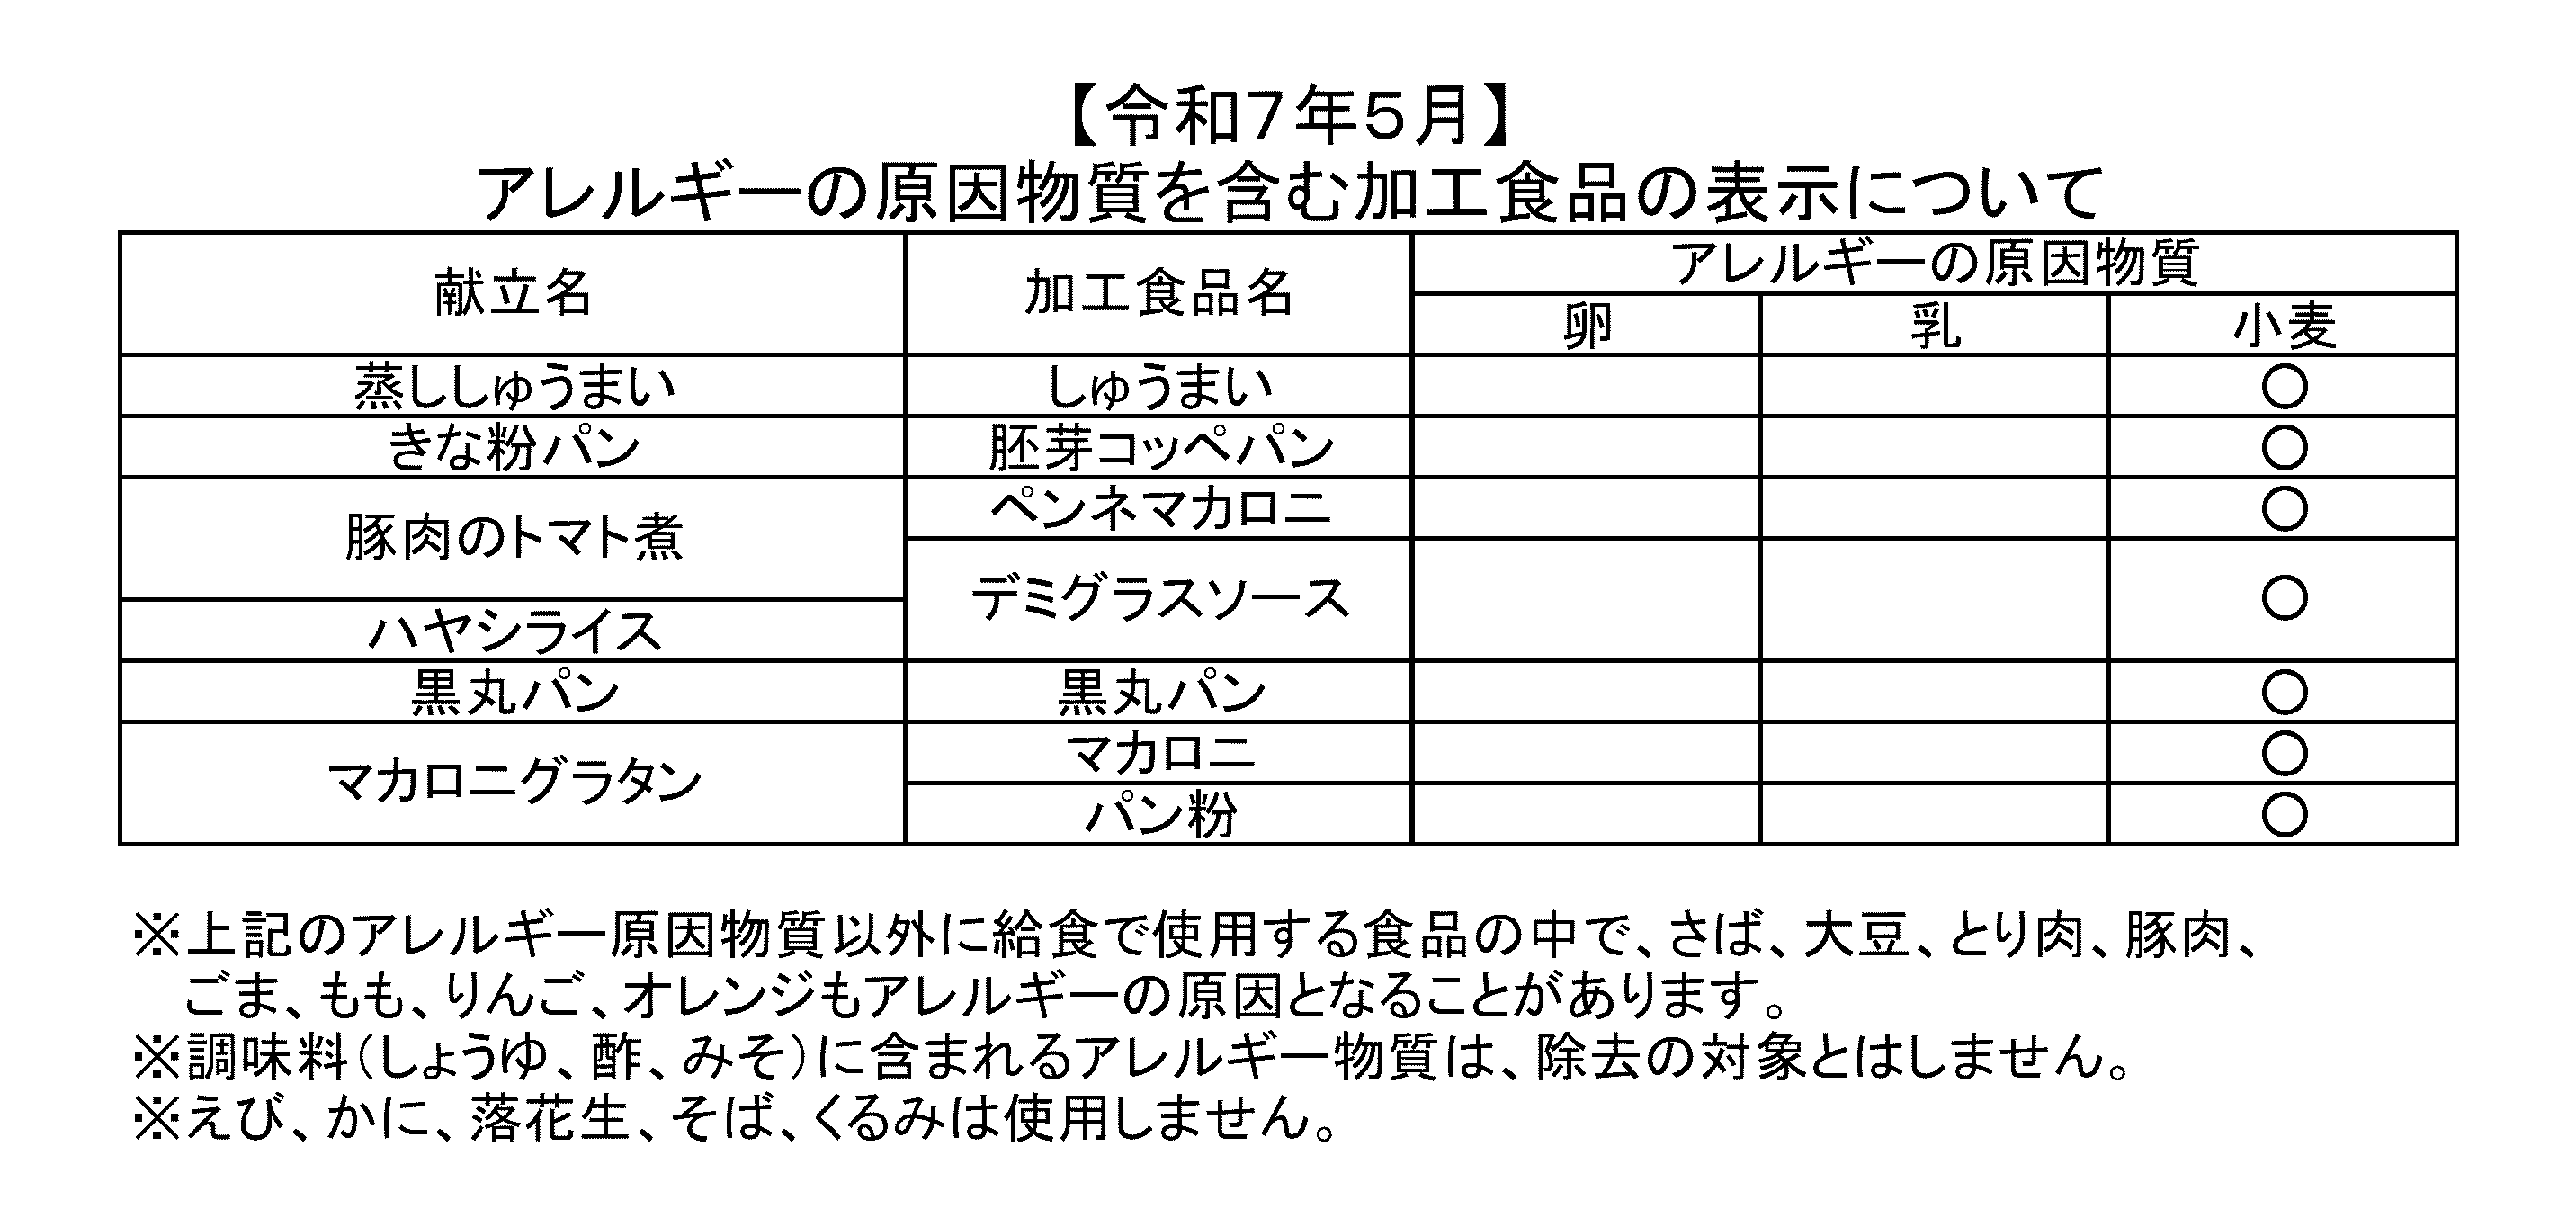 【令和7年5月】
アレルギーの原因物質を含む加工食品の表示について
献立名 加工食品名 アレルギーの原因物質
卵 乳 小麦
蒸ししゅうまい しゅうまい ○
きな粉パン 胚芽コッペパン ○
豚肉のトマト煮 ペンネマカロニ ○
デミグラスソース ○
ハヤシライス
黒丸パン 黒丸パン ○
マカロニグラタン マカロニ ○
パン粉 ○
※上記のアレルギー原因物質以外に給食で使用する食品の中で、さば、大豆、とり肉、豚肉、
ごま、もも、りんご、オレンジもアレルギーの原因となることがあります。
※調味料(しょうゆ、酢、みそ)に含まれるアレルギー物質は、除去の対象とはしません。
※えび、かに、落花生、そば、くるみは使用しません。